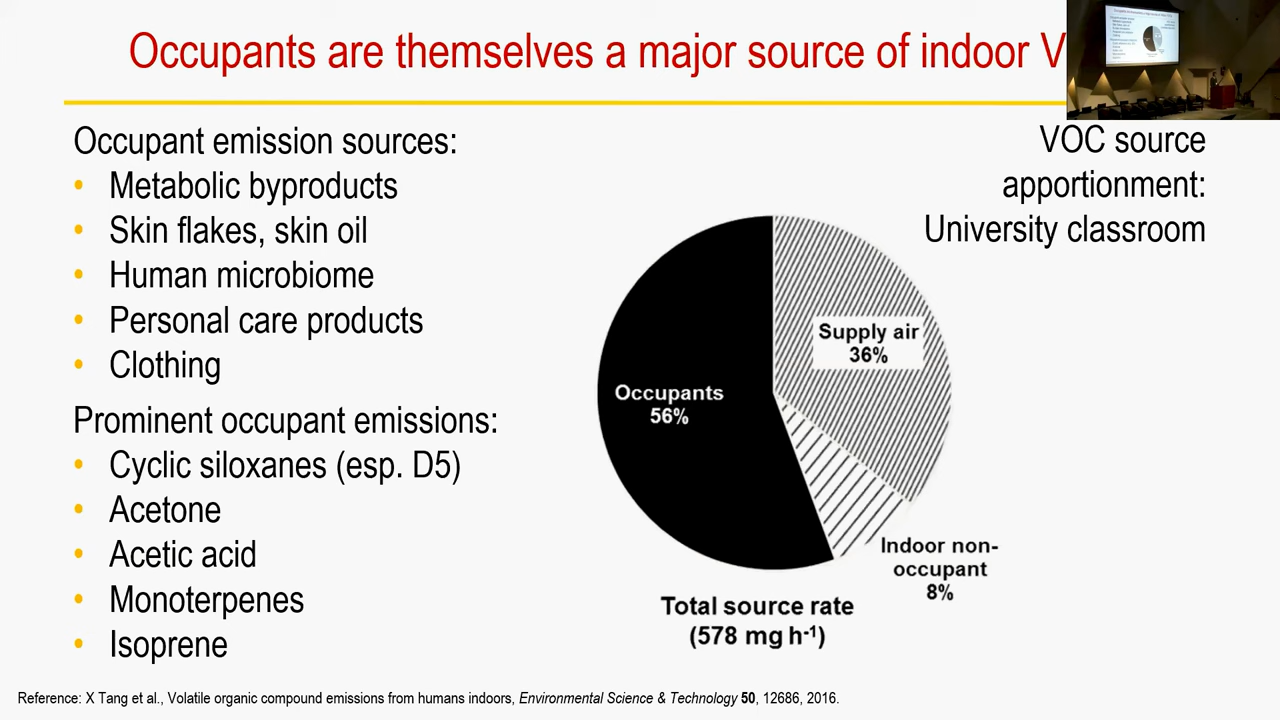 Occupants are themselves a major source of indoor V
Occupant emission sources:
• Metabolic byproducts
• Skin flakes, skin oil
• Human microbiome
• Personal care products
• Clothing
Prominent occupant emissions:
• Cyclic siloxanes (esp. D5)
• Acetone
• Acetic acid
• Monoterpenes
• Isoprene
VOC source
apportionment:
University classroom
Supply air
36%
Occupants
56%
Indoor non-
occupant
8%
Total source rate
(578 mg h⁻¹)
Reference: X Tang et al., Volatile organic compound emissions from humans indoors, Environmental Science & Technology 50, 12686, 2016.